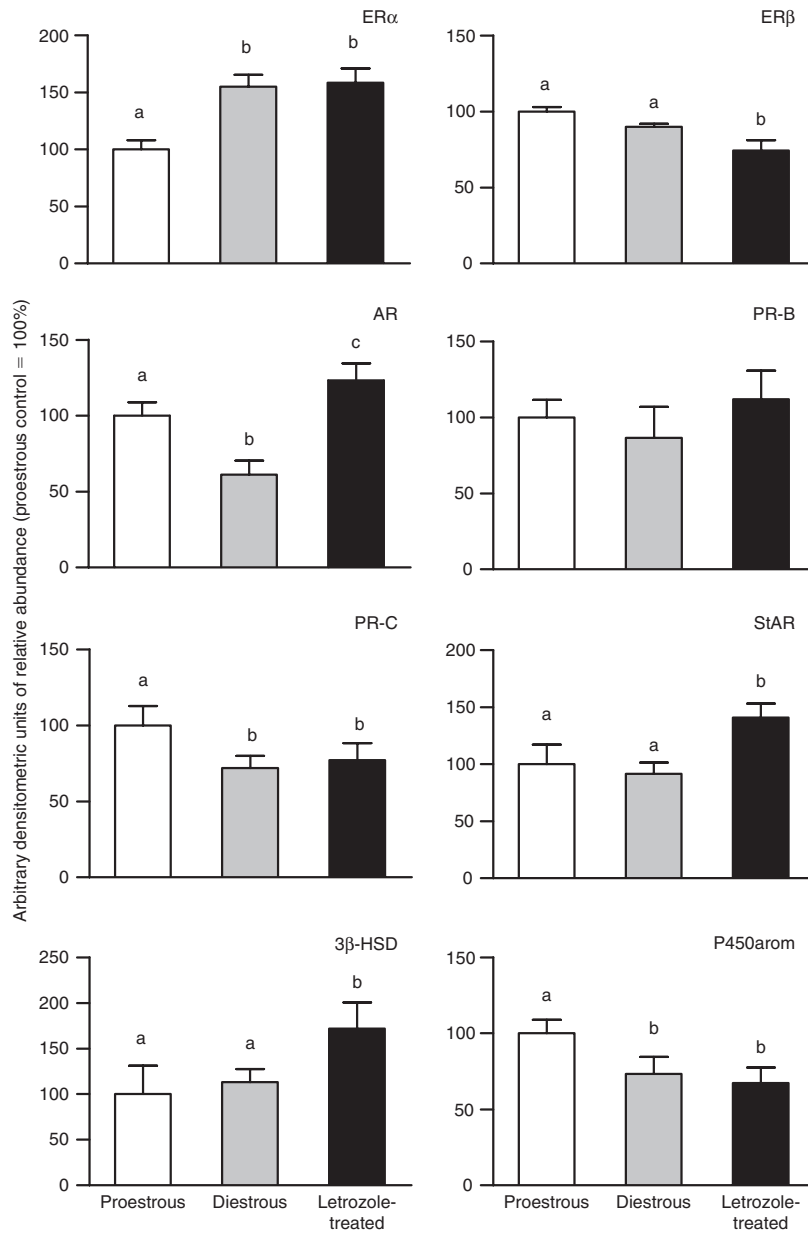 Arbitrary densitometric units of relative abundance (proestrous control = 100%)
ERα
200
150
100
50
0
a
b
b
ERβ
150
100
50
0
a
a
b
AR
150
100
50
0
a
b
c
PR-B
150
100
50
0
PR-C
150
100
50
0
a
b
b
StAR
200
150
100
50
0
a
a
b
3β-HSD
250
200
150
100
50
0
a
a
b
Proestrous
Diestrous
Letrozole-
treated
P450arom
150
100
50
0
a
b
b
Proestrous
Diestrous
Letrozole-
treated